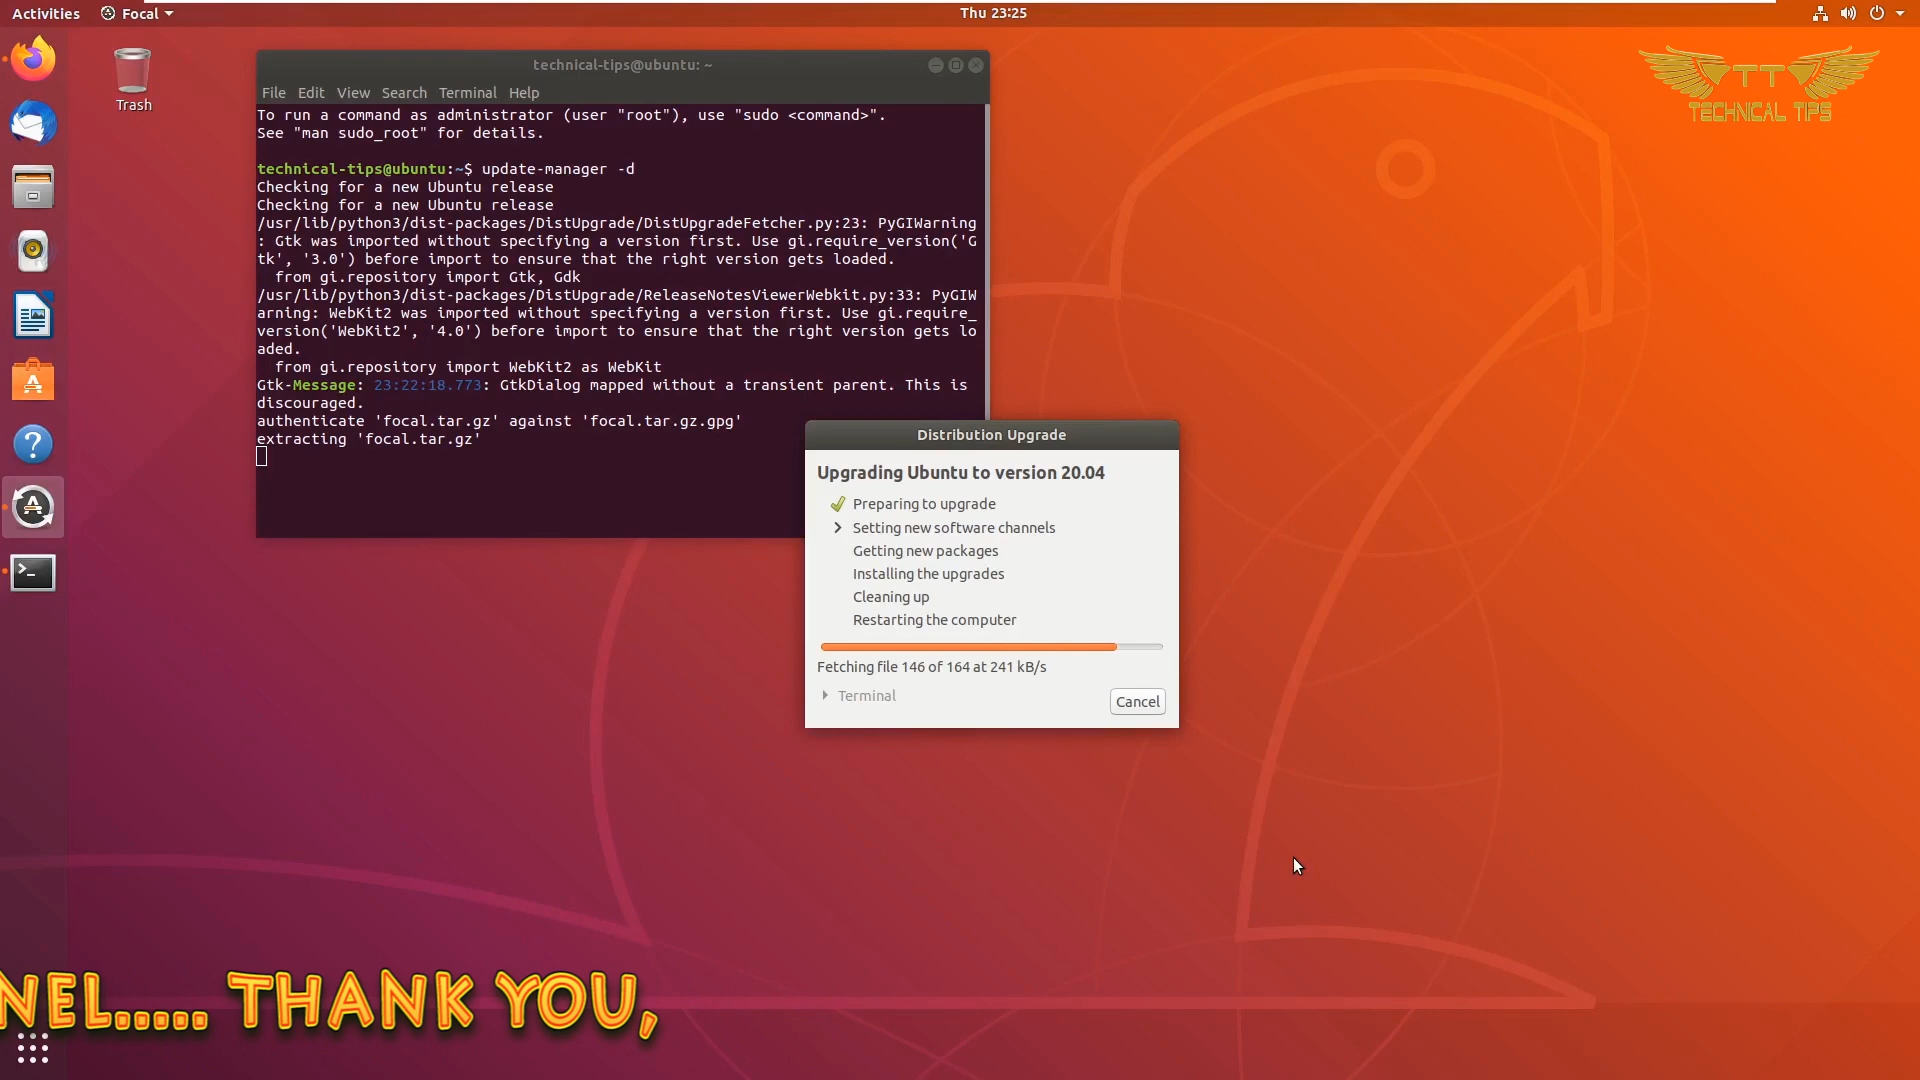 Activities
Focal
Thu 23:25
Trash
technical-tips@ubuntu: ~
File Edit View Search Terminal Help
To run a command as administrator (user "root"), use "sudo <command>".
See "man sudo_root" for details.
technical-tips@ubuntu:~$ update-manager -d
Checking for a new Ubuntu release
Checking for a new Ubuntu release
/usr/lib/python3/dist-packages/DistUpgrade/DistUpgradeFetcher.py:23: PyGIWarning
: Gtk was imported without specifying a version first. Use gi.require_version('G
tk', '3.0') before import to ensure that the right version gets loaded.
from gi.repository import Gtk, Gdk
/usr/lib/python3/dist-packages/DistUpgrade/ReleaseNotesViewerWebkit.py:33: PyGIW
arning: WebKit2 was imported without specifying a version first. Use gi.require_
version('WebKit2', '4.0') before import to ensure that the right version gets lo
aded.
from gi.repository import WebKit2 as WebKit
Gtk-Message: 23:22:18.773: GtkDialog mapped without a transient parent. This is
discouraged.
authenticate 'focal.tar.gz' against 'focal.tar.gz.gpg'
extracting 'focal.tar.gz'
Distribution Upgrade
Upgrading Ubuntu to version 20.04
Preparing to upgrade
Setting new software channels
Getting new packages
Installing the upgrades
Cleaning up
Restarting the computer
Fetching file 146 of 164 at 241 kB/s
Terminal
Cancel
TT
TECHNICAL TIPS
NEL..... THANK YOU,